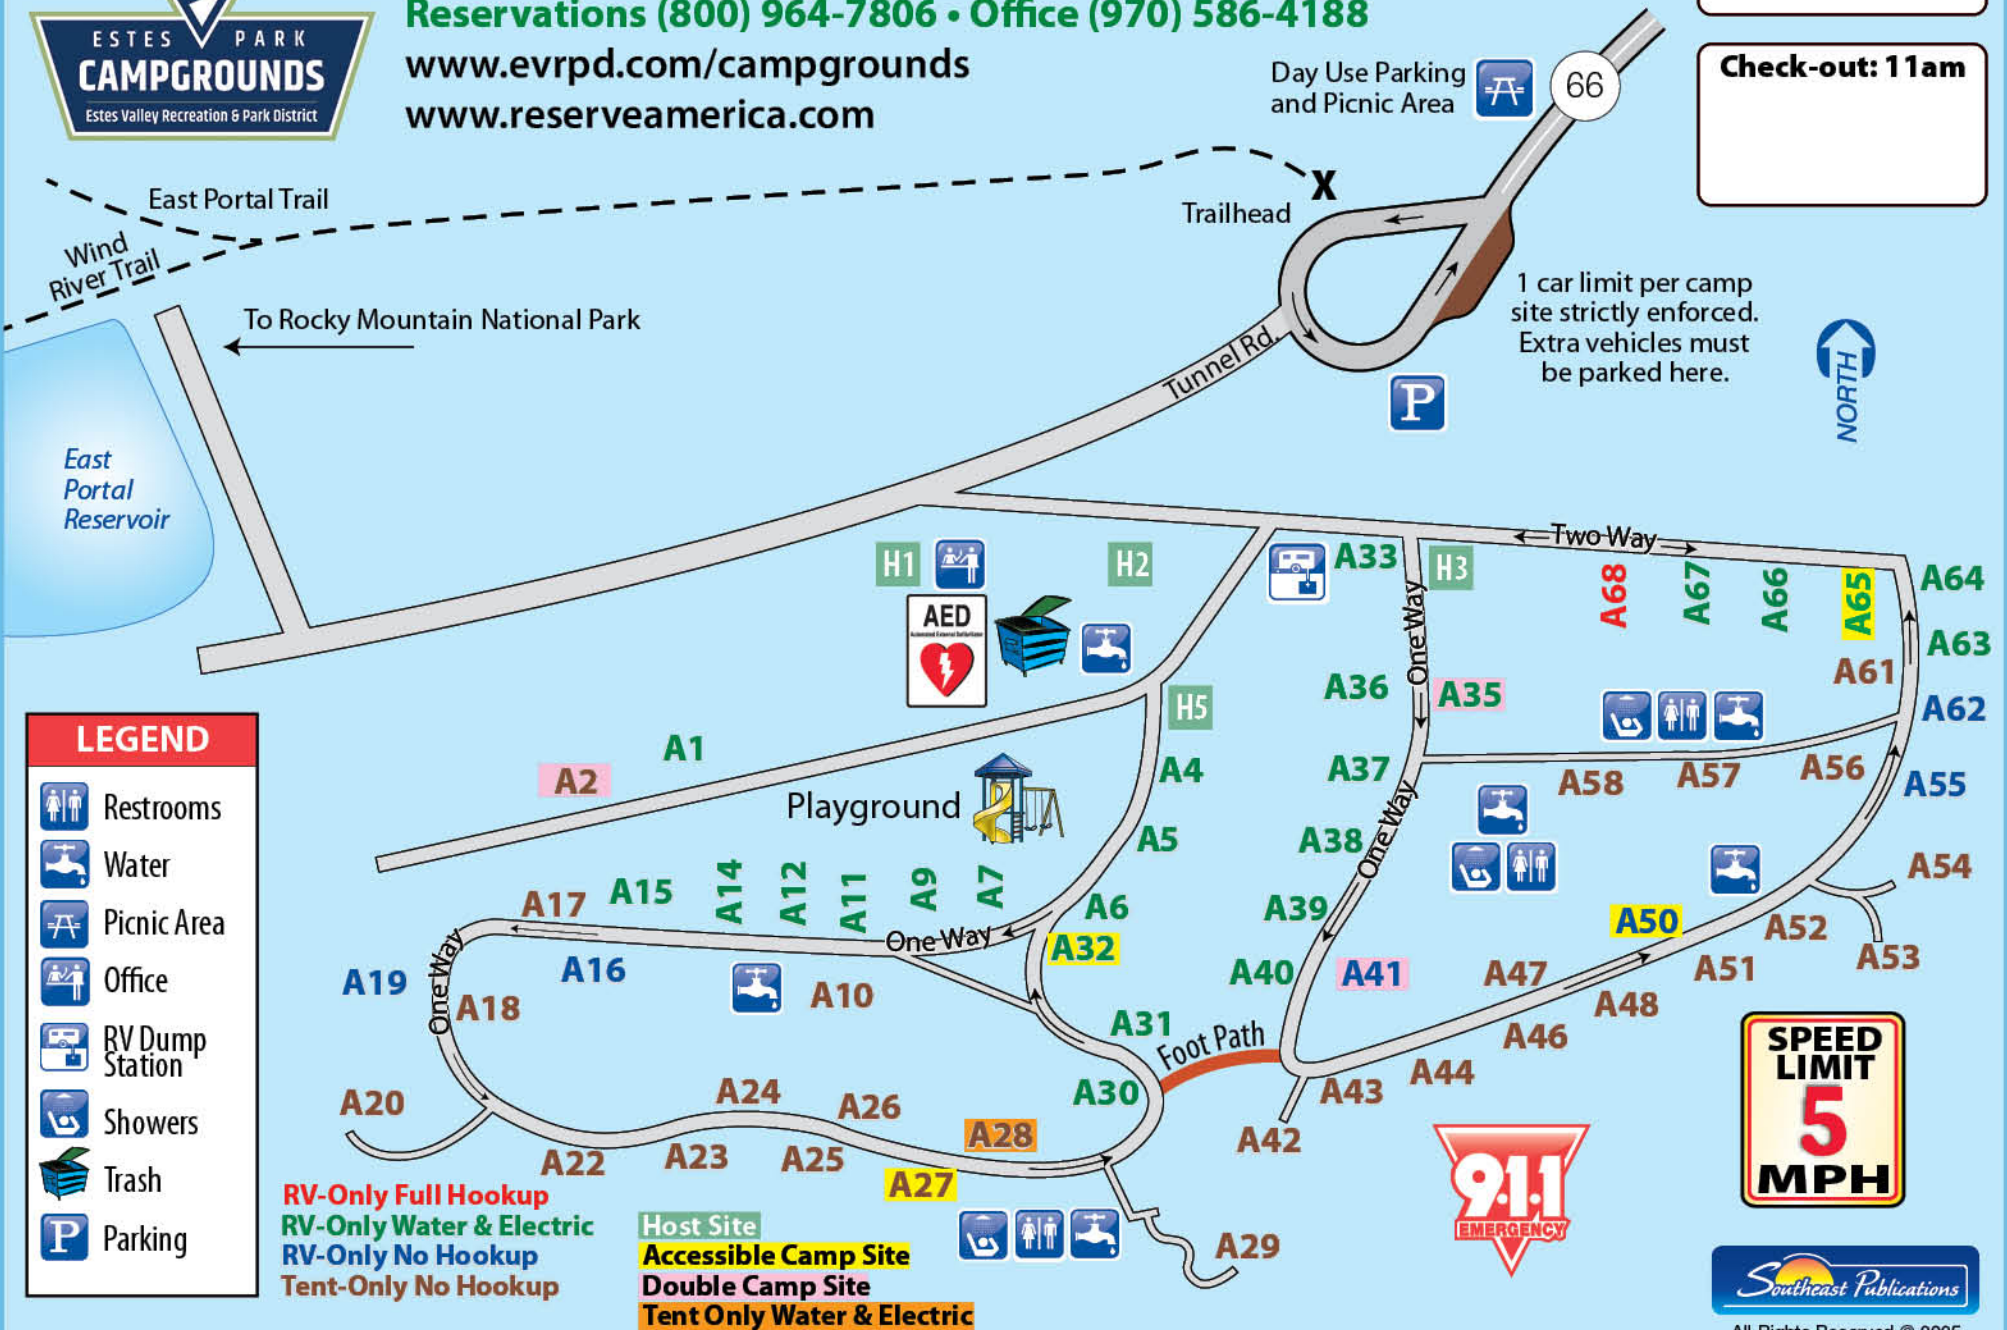 Reservations (800) 964-7806 • Office (970) 586-4188
ESTES PARK
CAMPGROUNDS
Estes Valley Recreation & Park District
www.evrpd.com/campgrounds
www.reserveamerica.com
Day Use Parking
and Picnic Area
66
Check-out: 11am
East Portal Trail
Wind
River Trail
Trailhead
X
To Rocky Mountain National Park
1 car limit per camp
site strictly enforced.
Extra vehicles must
be parked here.
NORTH
Tunnel Rd.
P
East
Portal
Reservoir
Two Way
H1
H2
A33
H3
A68
A67
A66
A65
A64
AED
One Way
A63
A61
A36
A35
H5
A62
A1
A2
A4
A37
A58
A57
A56
A55
Playground
A5
A38
One Way
A54
A17
A15
A14
A12
A11
A9
A7
A6
A39
A50
A52
One Way
A32
A53
One Way
A19
A16
A40
A41
A47
A51
A18
A10
A48
A31
Foot Path
A46
A20
A24
A26
A30
A43
A44
A28
A42
A22
A23
A25
A27
A29
LEGEND
Restrooms
Water
Picnic Area
Office
RV Dump
Station
Showers
Trash
P Parking
RV-Only Full Hookup
RV-Only Water & Electric
RV-Only No Hookup
Tent-Only No Hookup
Host Site
Accessible Camp Site
Double Camp Site
Tent Only Water & Electric
9.1.1
EMERGENCY
SPEED
LIMIT
5
MPH
Southeast Publications